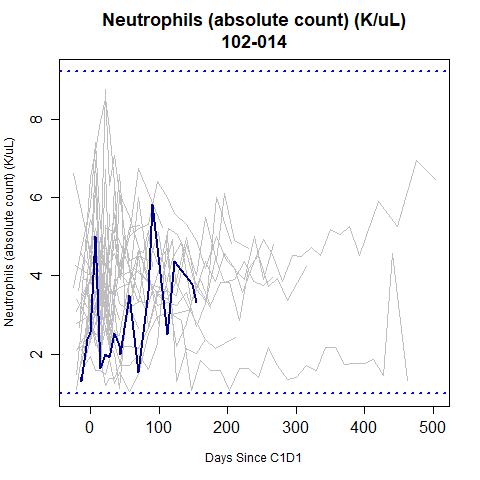 Neutrophils (absolute count) (K/uL)
102-014
Neutrophils (absolute count) (K/uL)
8
6
4
2
0 100 200 300 400 500
Days Since C1D1